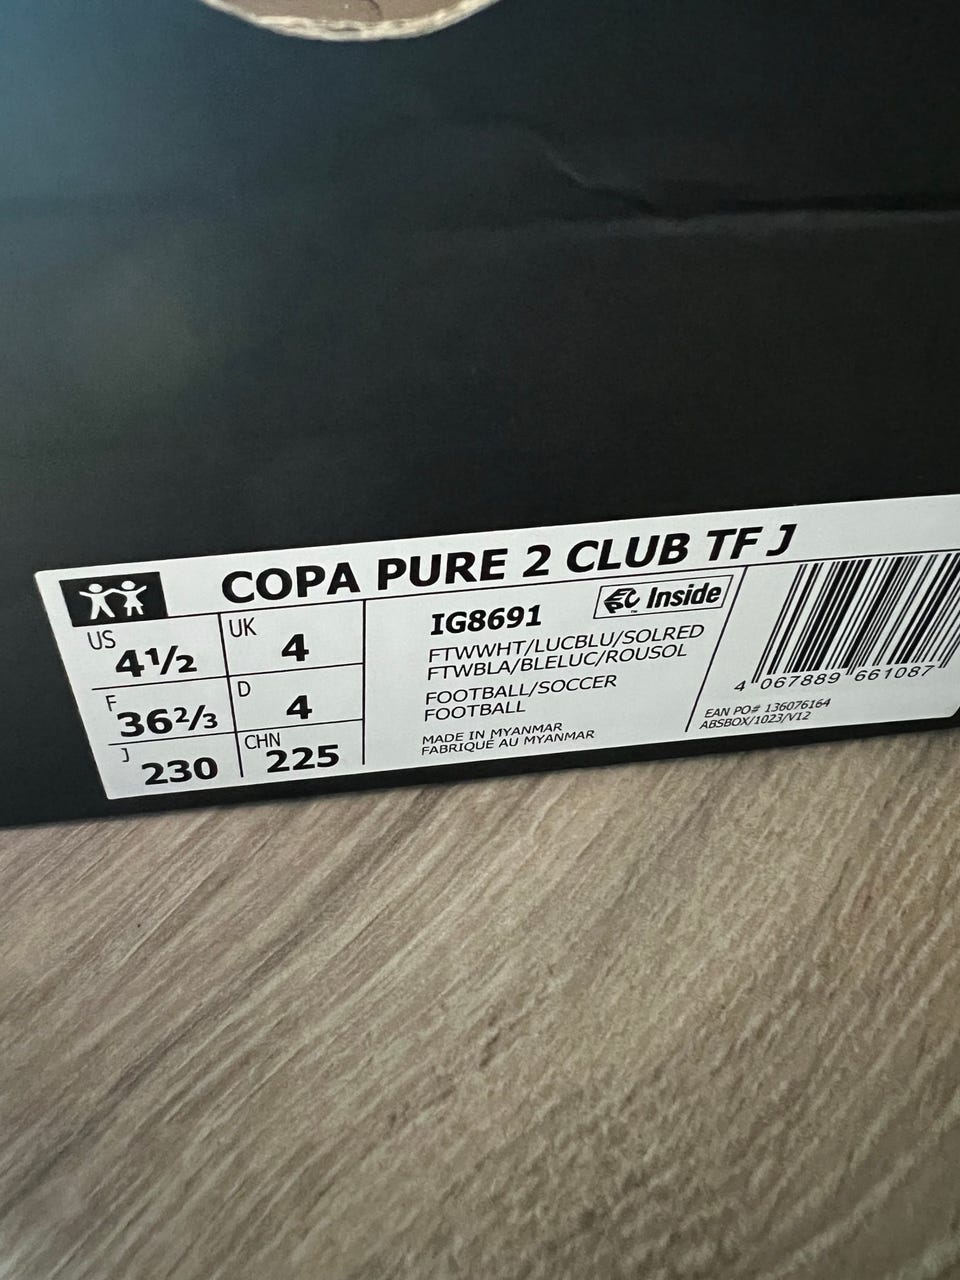 COPA PURE 2 CLUB TF J
US 4½
UK 4
F 36⅔
D 4
J 230
CHN 225
IG8691
Inside
FTWWHT/LUCBLU/SOLRED
FTWBLA/BLELUC/ROUSOL
FOOTBALL/SOCCER
FOOTBALL
MADE IN MYANMAR
FABRIQUÉ AU MYANMAR
4 067889 661087
EAN PO# 136076164
ABSBOX/1023/V12